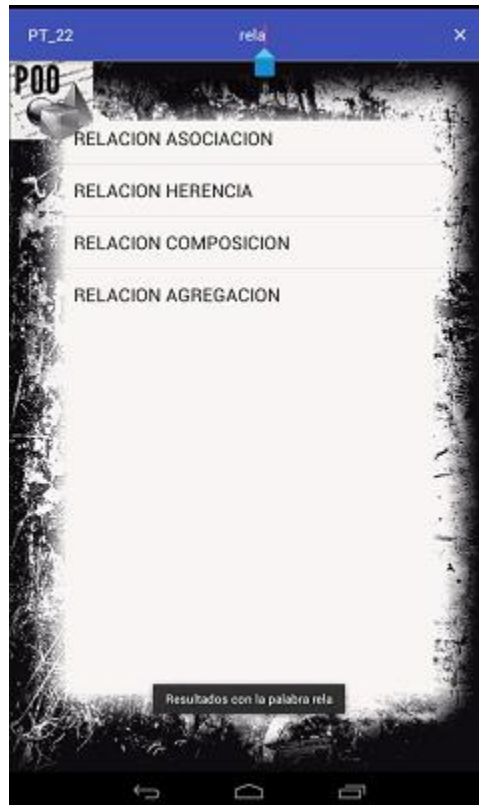 PT_22 rela
POO
RELACION ASOCIACION
RELACION HERENCIA
RELACION COMPOSICION
RELACION AGREGACION
Resultados con la palabra rela